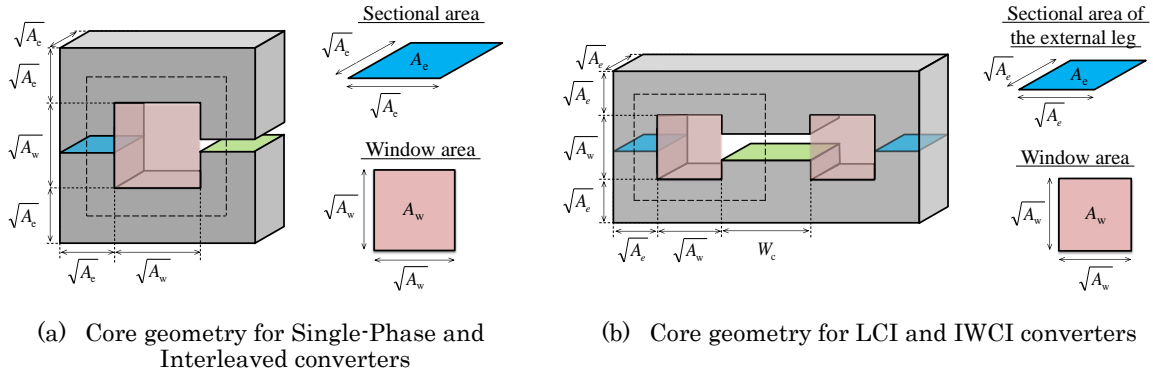 √Ae
√Ae
√Aw
√Ae
√Ae
√Aw
Sectional area
√Ae
Ae
√Ae
Window area
√Aw
Aw
√Aw
(a) Core geometry for Single-Phase and
Interleaved converters
√Ae
√Ae
√Aw
√Ae
√Ae
√Aw
Wc
Sectional area of
the external leg
√Ae
Ae
√Ae
Window area
√Aw
Aw
√Aw
(b) Core geometry for LCI and IWCI converters